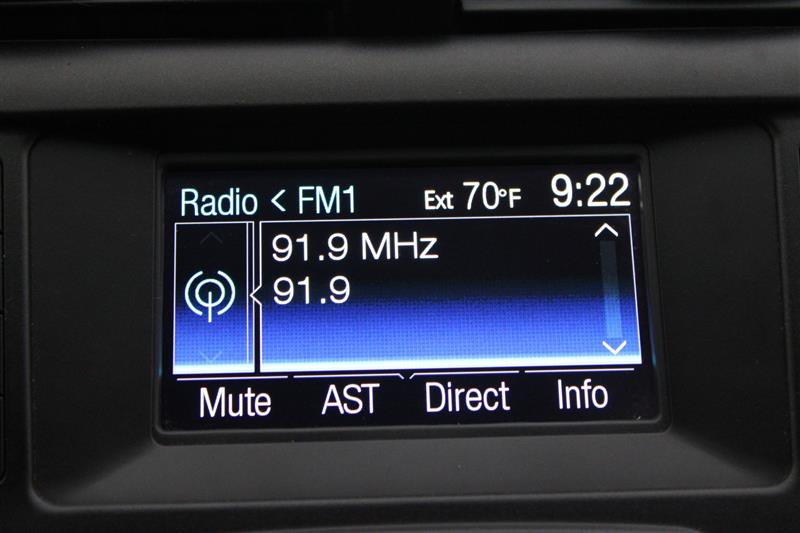 Radio < FM1 Ext 70°F 9:22
91.9 MHz
91.9
Mute AST Direct Info